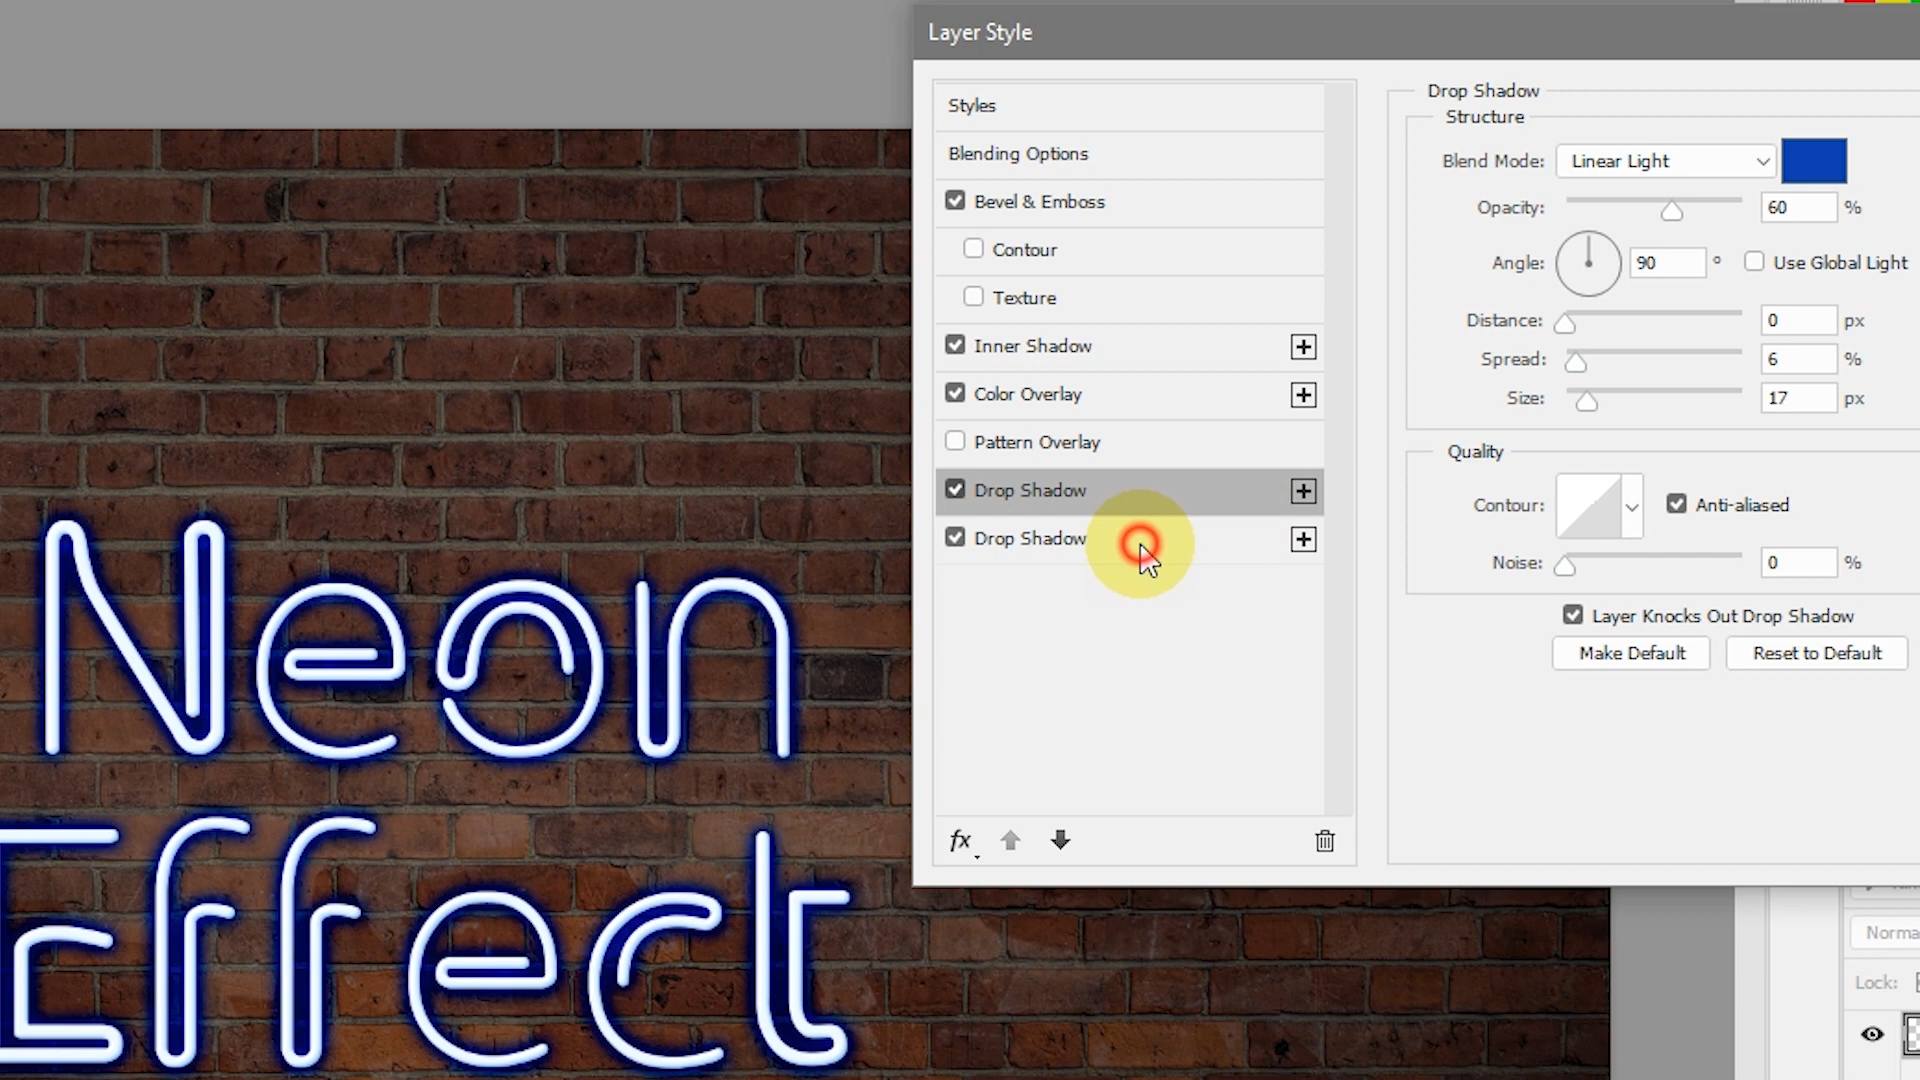 Layer Style
Styles
Blending Options
Bevel & Emboss
Contour
Texture
Inner Shadow
Color Overlay
Pattern Overlay
Drop Shadow
Drop Shadow
fx
Drop Shadow
Structure
Blend Mode: Linear Light
Opacity: 60 %
Angle: 90 ° Use Global Light
Distance: 0 px
Spread: 6 %
Size: 17 px
Quality
Contour: Anti-aliased
Noise: 0 %
Layer Knocks Out Drop Shadow
Make Default Reset to Default
Neon
Effect
Norma
Lock: